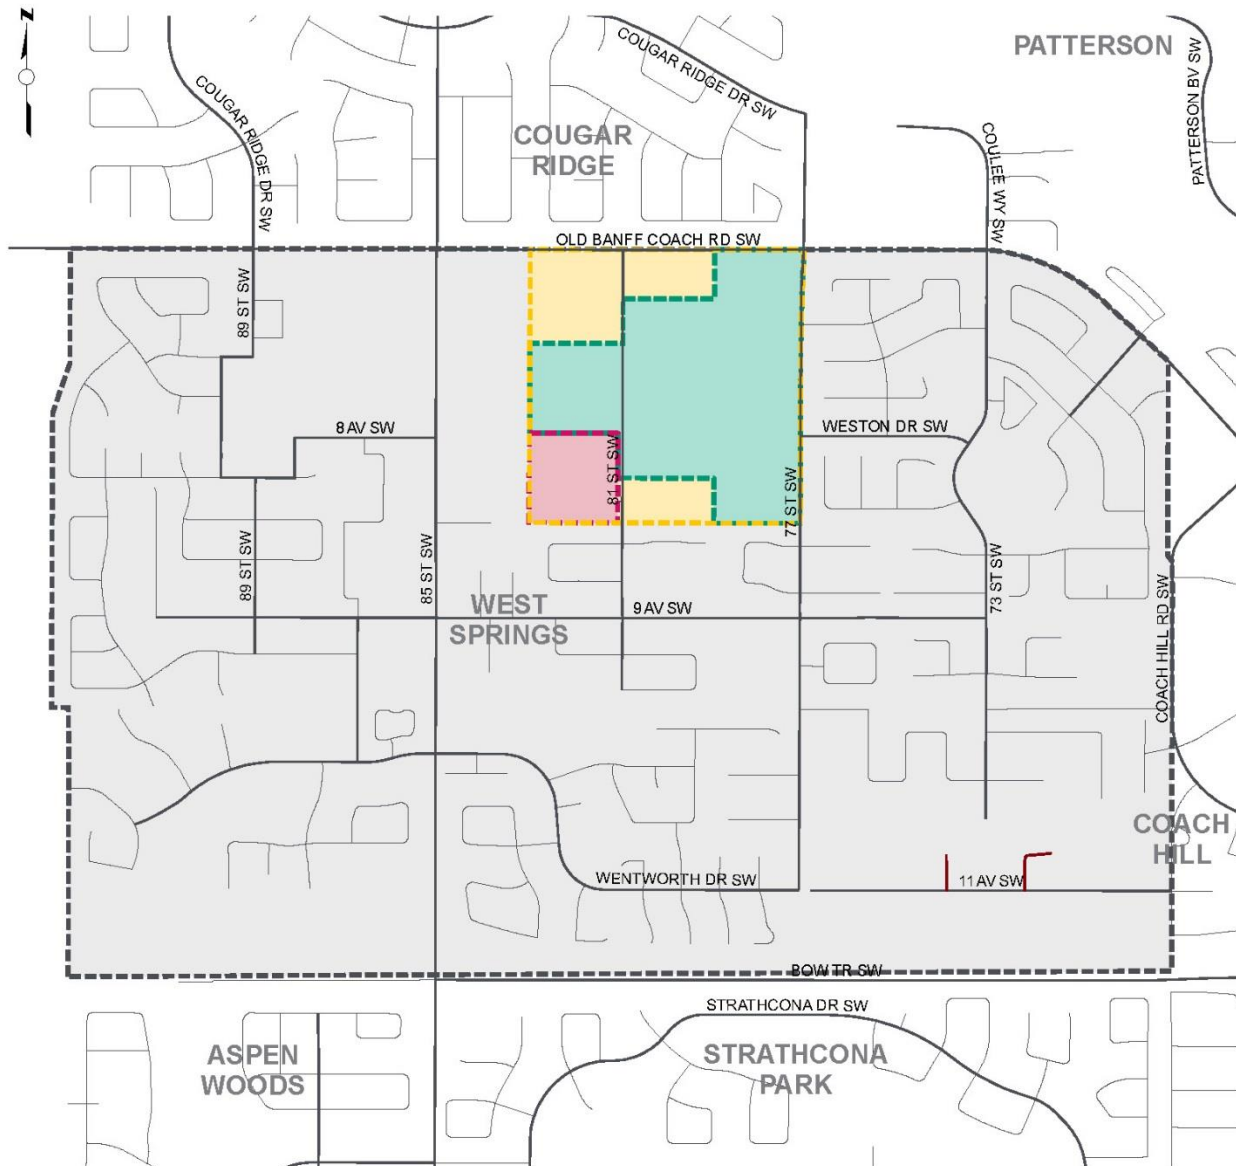 N
PATTERSON
COUGAR RIDGE DR SW
COUGAR RIDGE DR SW
PATTERSON BV SW
COUGAR
RIDGE
COULEE WY SW
OLD BANFF COACH RD SW
89 ST SW
8 AV SW
WESTON DR SW
81 ST SW
77 ST SW
89 ST SW
85 ST SW
73 ST SW
COACH HILL RD SW
WEST
SPRINGS
9 AV SW
COACH
HILL
WENTWORTH DR SW
11 AV SW
BOW TR SW
STRATHCONA DR SW
ASPEN
WOODS
STRATHCONA
PARK